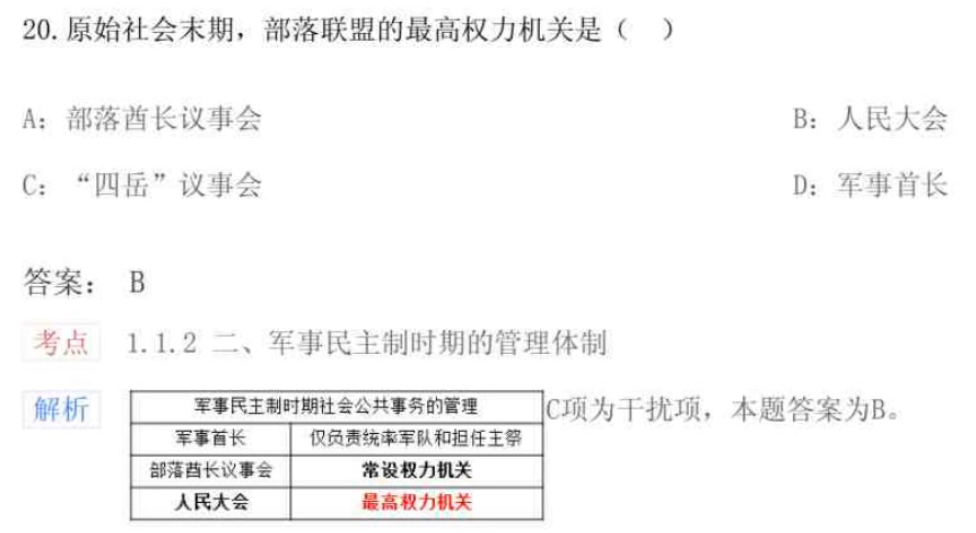 20.原始社会末期，部落联盟的最高权力机关是（ ）
A：部落酋长议事会 B：人民大会
C：“四岳”议事会 D：军事首长
答案： B
考点 1.1.2 二、军事民主制时期的管理体制
解析 C项为干扰项，本题答案为B。
军事民主制时期社会公共事务的管理
军事首长 仅负责统率军队和担任主祭
部落酋长议事会 常设权力机关
人民大会 最高权力机关